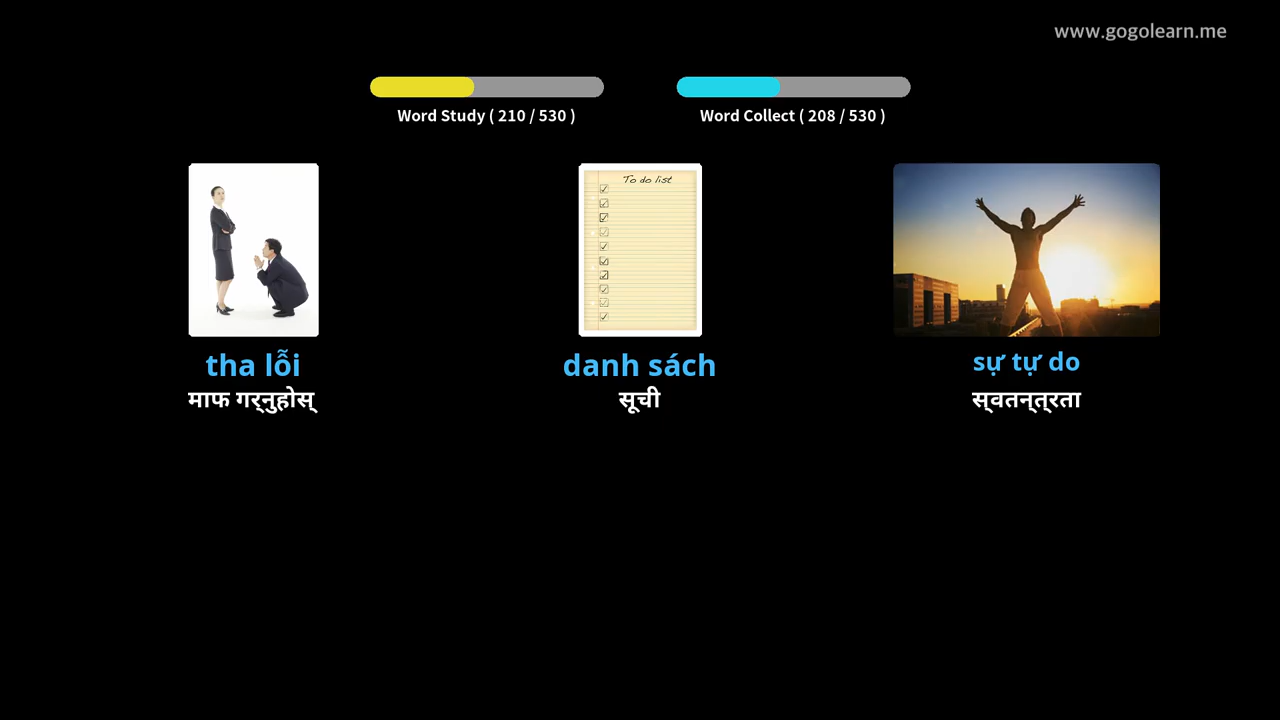 www.gogolearn.me
Word Study ( 210 / 530 )
Word Collect ( 208 / 530 )
To do list
tha lỗi
माफ गर्नुहोस्
danh sách
सूची
sự tự do
स्वतन्त्रता